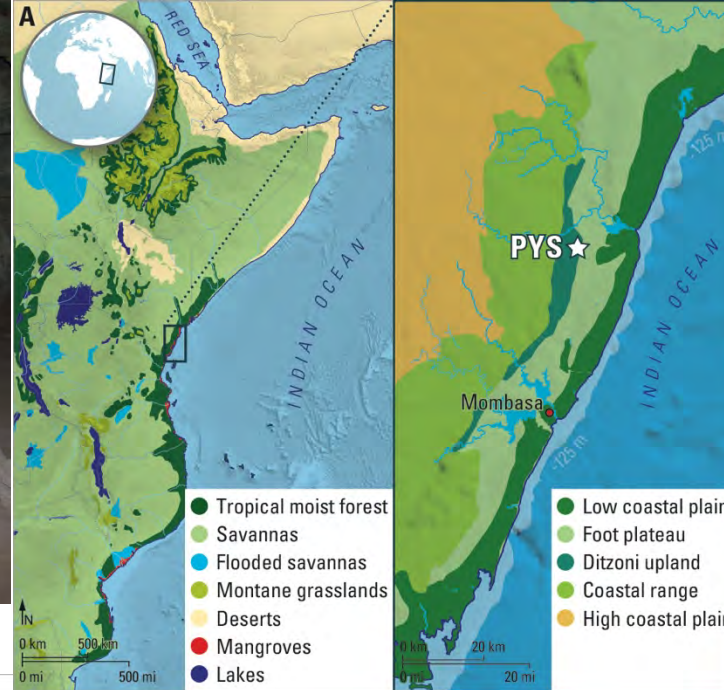 A
RED SEA
INDIAN OCEAN
Tropical moist forest
Savannas
Flooded savannas
Montane grasslands
Deserts
Mangroves
Lakes
N
0 km 500 km
0 mi 500 mi
-125 m
PYS
INDIAN OCEAN
Mombasa
-125 m
Low coastal plain
Foot plateau
Ditzoni upland
Coastal range
High coastal plain
0 km 20 km
0 mi 20 mi